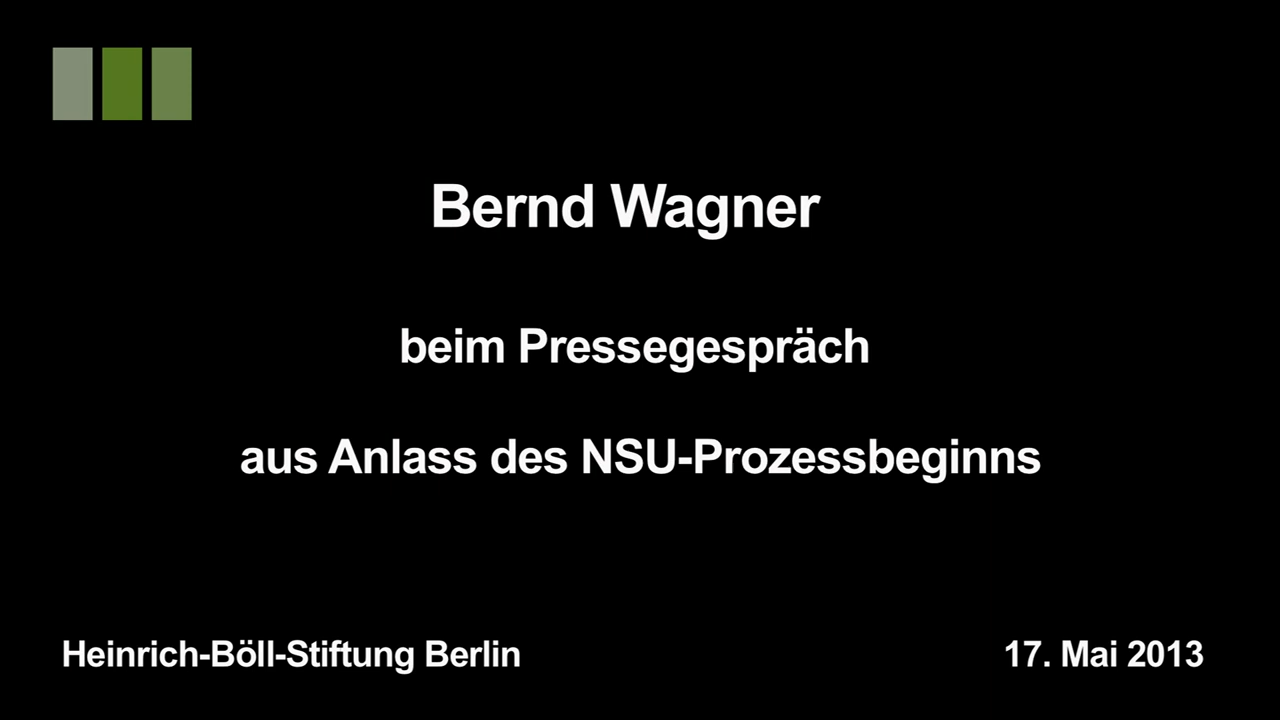 Bernd Wagner
beim Pressegespräch
aus Anlass des NSU-Prozessbeginns
Heinrich-Böll-Stiftung Berlin
17. Mai 2013